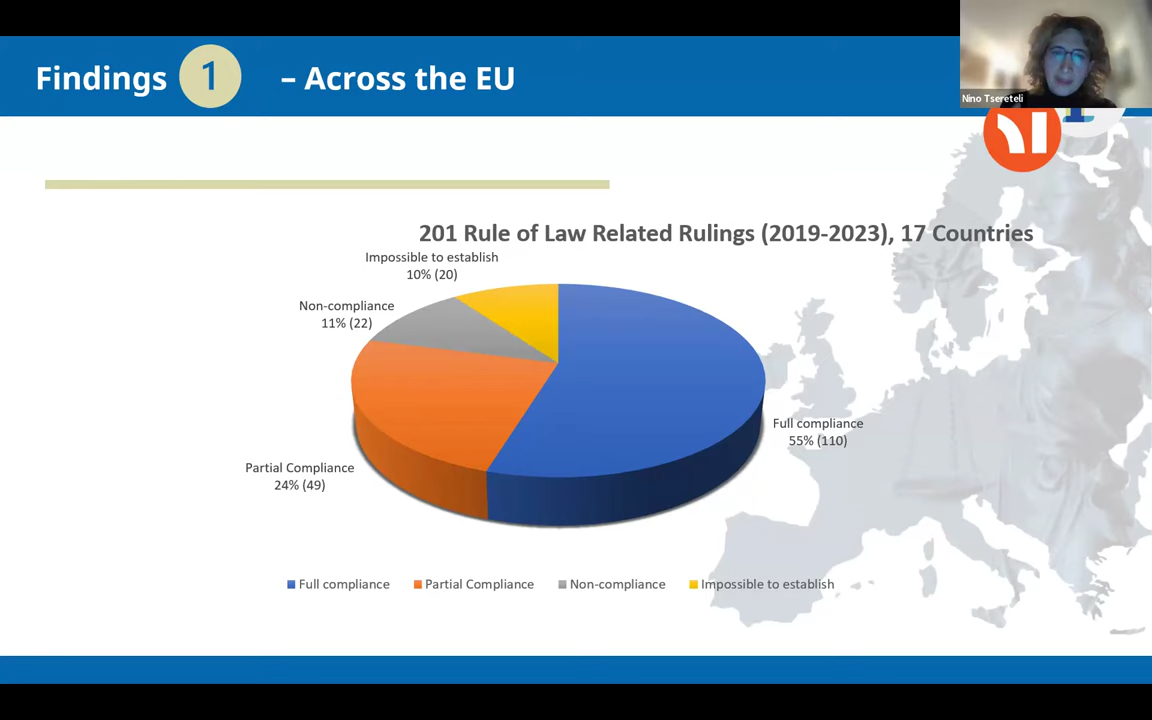 Findings 1 – Across the EU
Nino Tsereteli
201 Rule of Law Related Rulings (2019-2023), 17 Countries
Impossible to establish
10% (20)
Non-compliance
11% (22)
Full compliance
55% (110)
Partial Compliance
24% (49)
Full compliance Partial Compliance Non-compliance Impossible to establish